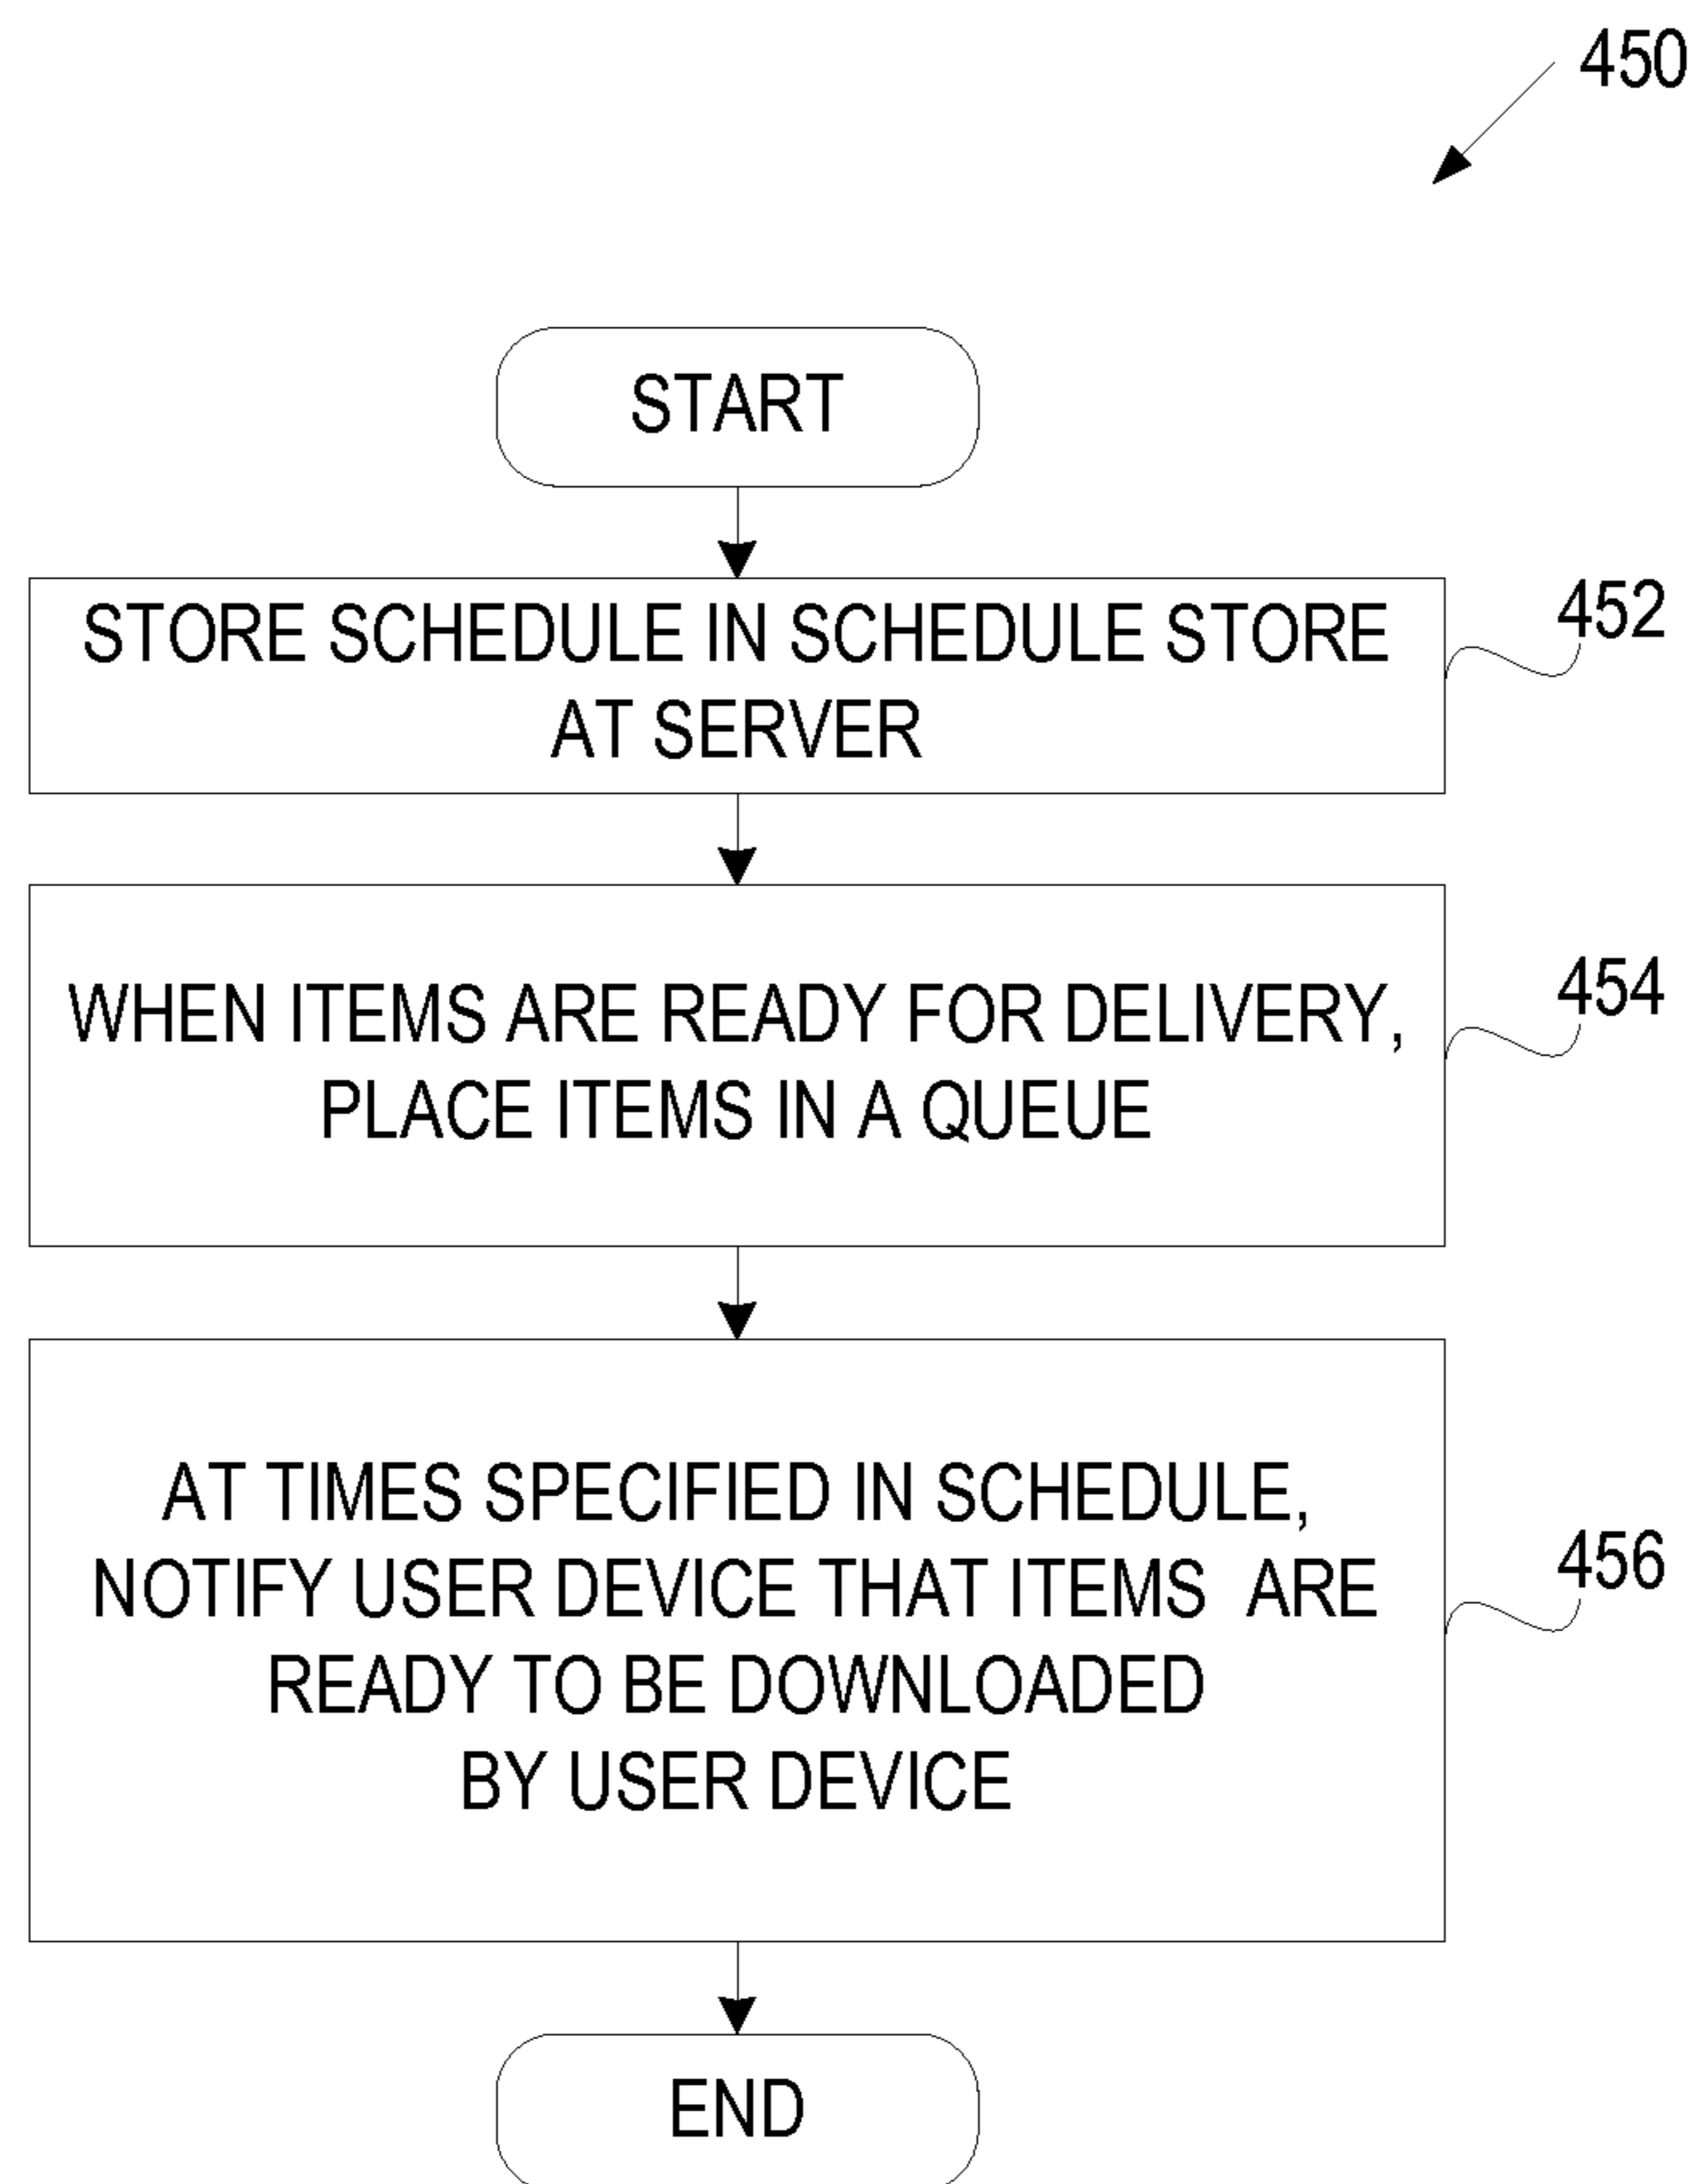 450
START
STORE SCHEDULE IN SCHEDULE STORE
AT SERVER
452
WHEN ITEMS ARE READY FOR DELIVERY,
PLACE ITEMS IN A QUEUE
454
AT TIMES SPECIFIED IN SCHEDULE,
NOTIFY USER DEVICE THAT ITEMS ARE
READY TO BE DOWNLOADED
BY USER DEVICE
456
END